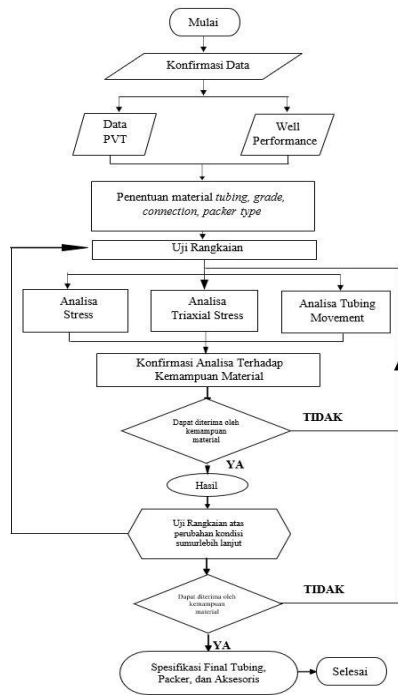 Mulai
Konfirmasi Data
Data
PVT
Well
Performance
Penentuan material tubing, grade,
connection, packer type
Uji Rangkaian
Analisa
Stress
Analisa
Triaxial Stress
Analisa Tubing
Movement
Konfirmasi Analisa Terhadap
Kemampuan Material
Dapat diterima oleh
kemampuan
material
TIDAK
YA
Hasil
Uji Rangkaian atas
perubahan kondisi
sumurlebih lanjut
Dapat diterima oleh
kemampuan
material
TIDAK
YA
Spesifikasi Final Tubing,
Packer, dan Aksesoris
Selesai